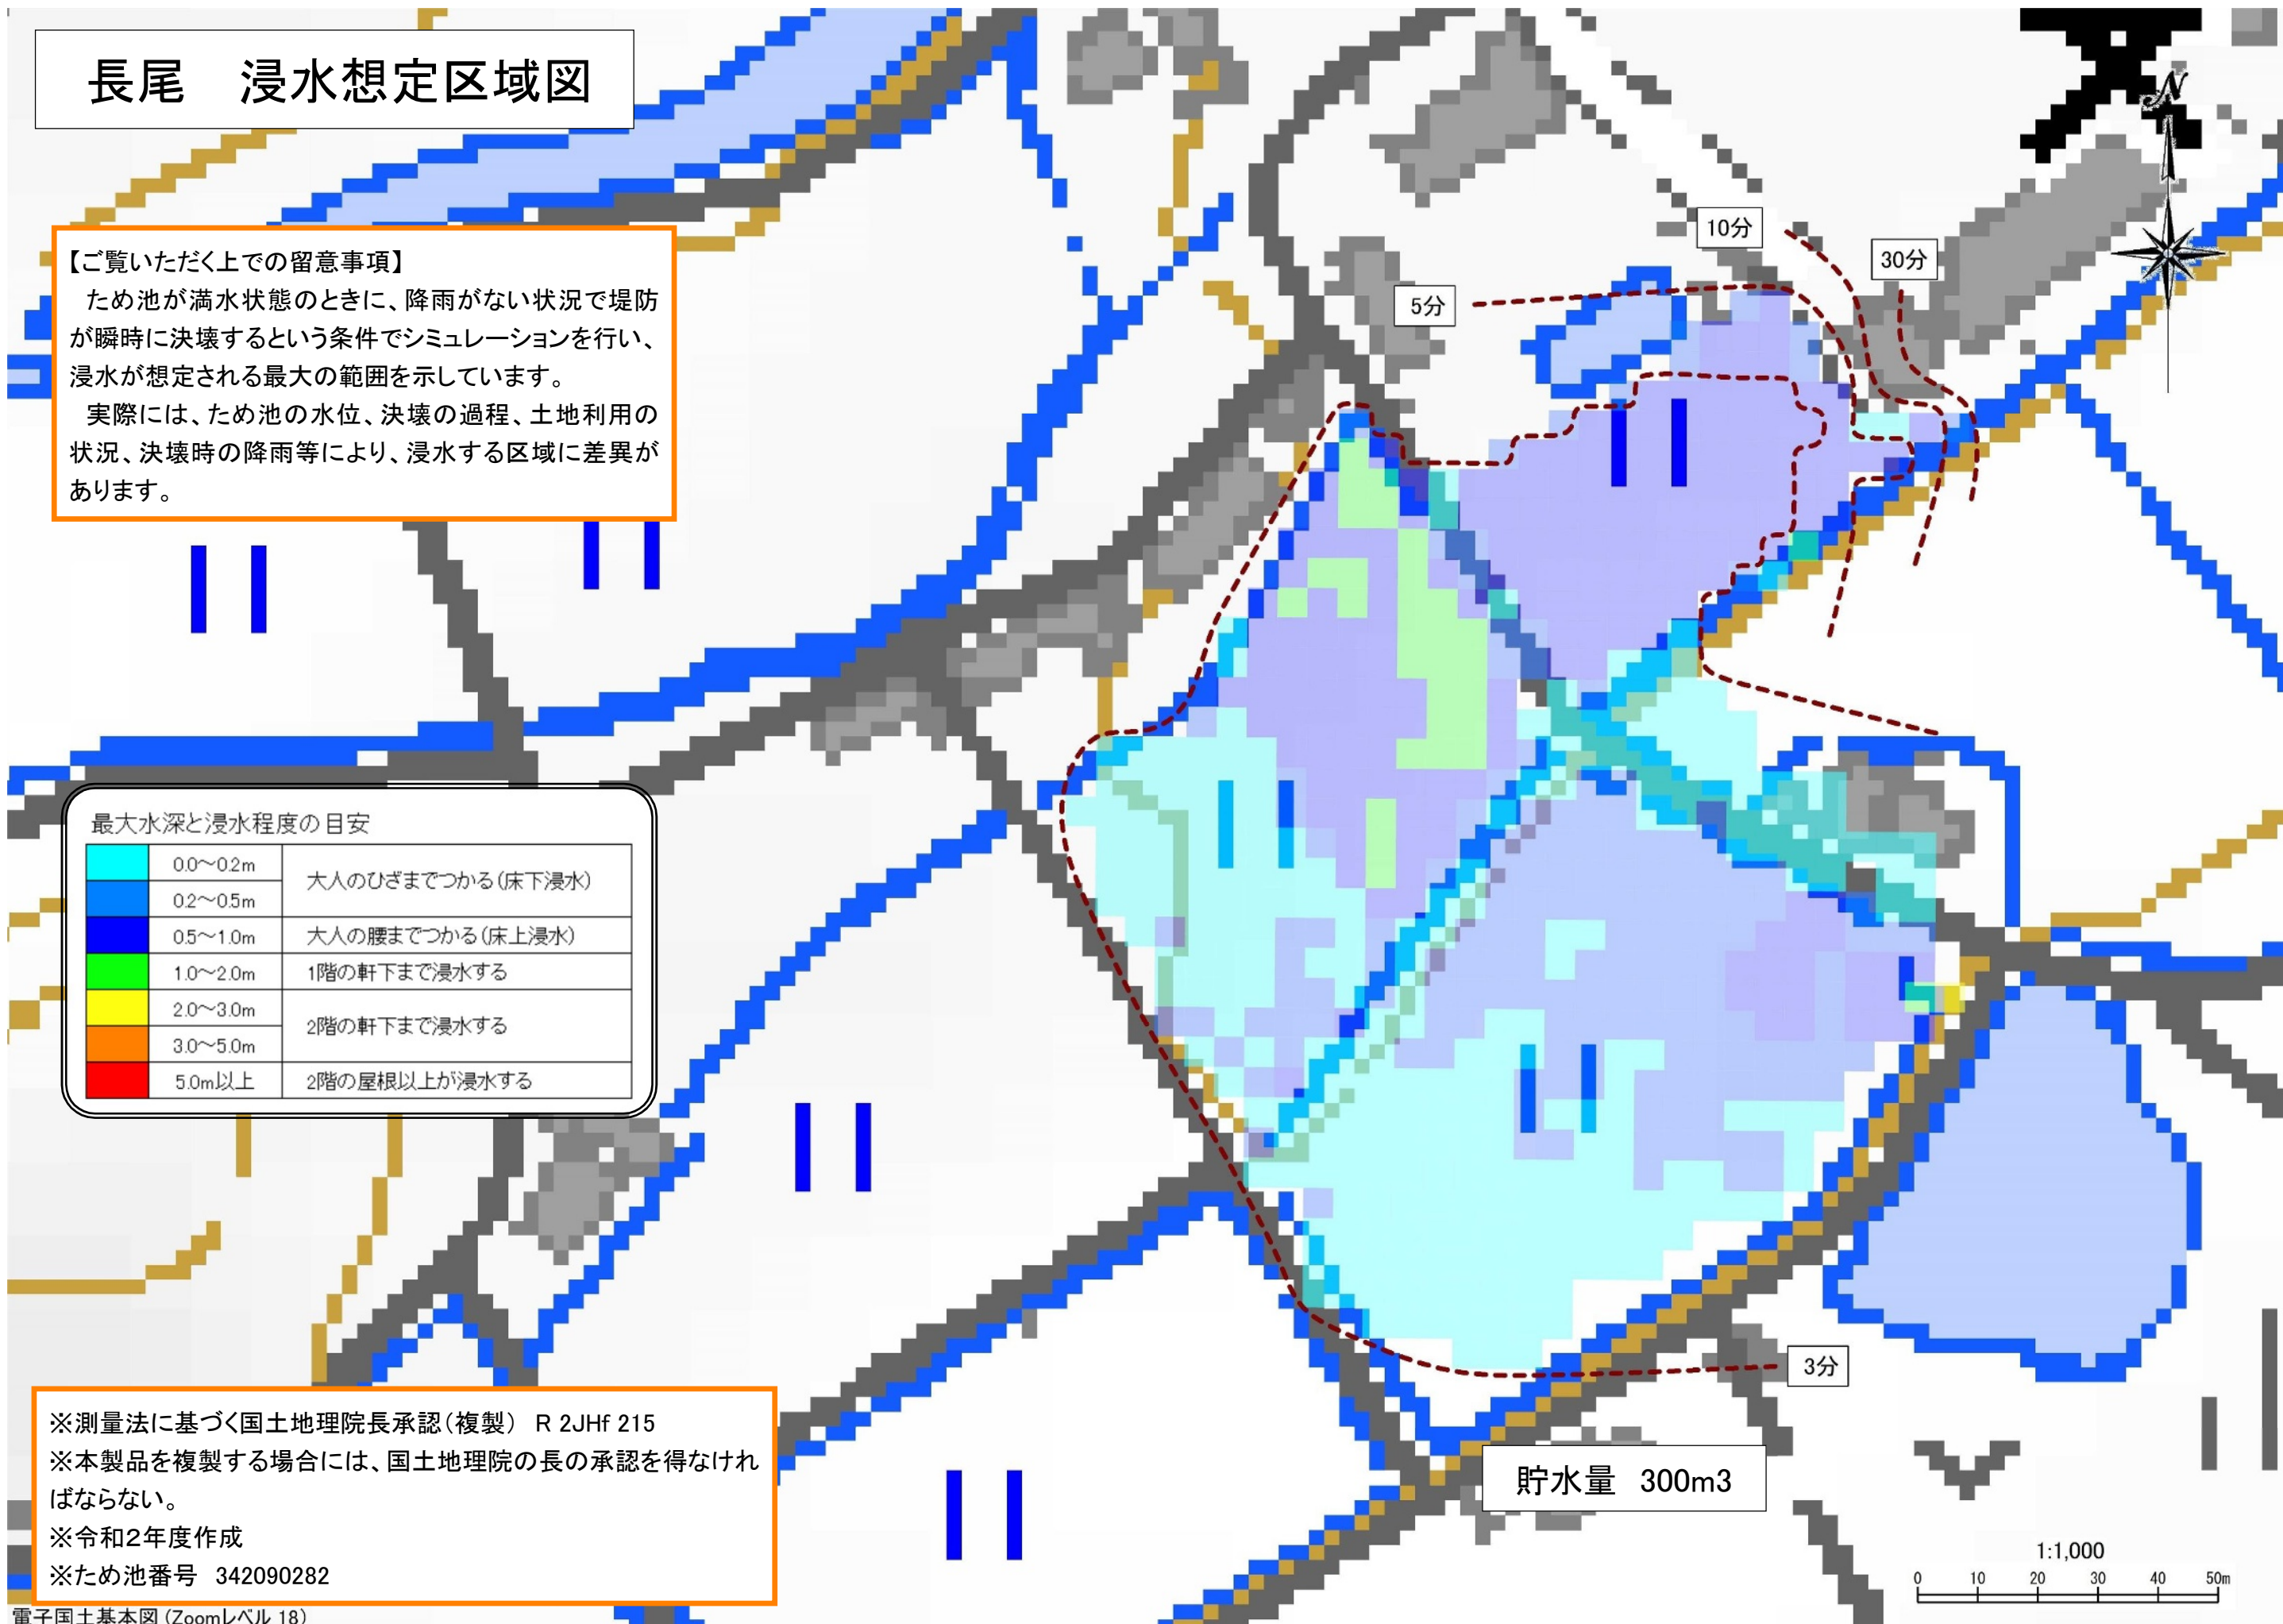 長尾　浸水想定区域図
N
10分
30分
5分
【ご覧いただく上での留意事項】
ため池が満水状態のときに、降雨がない状況で堤防
が瞬時に決壊するという条件でシミュレーションを行い、
浸水が想定される最大の範囲を示しています。
実際には、ため池の水位、決壊の過程、土地利用の
状況、決壊時の降雨等により、浸水する区域に差異が
あります。
最大水深と浸水程度の目安
0.0～0.2m
大人のひざまでつかる(床下浸水)
0.2～0.5m
0.5～1.0m 大人の腰までつかる(床上浸水)
1.0～2.0m 1階の軒下まで浸水する
2.0～3.0m
2階の軒下まで浸水する
3.0～5.0m
5.0m以上 2階の屋根以上が浸水する
3分
※測量法に基づく国土地理院長承認(複製)　R 2JHf 215
※本製品を複製する場合には、国土地理院の長の承認を得なけれ
ばならない。
※令和2年度作成
※ため池番号　342090282
貯水量　300m3
1:1,000
0 10 20 30 40 50m
電子国土基本図 (Zoomレベル 18)